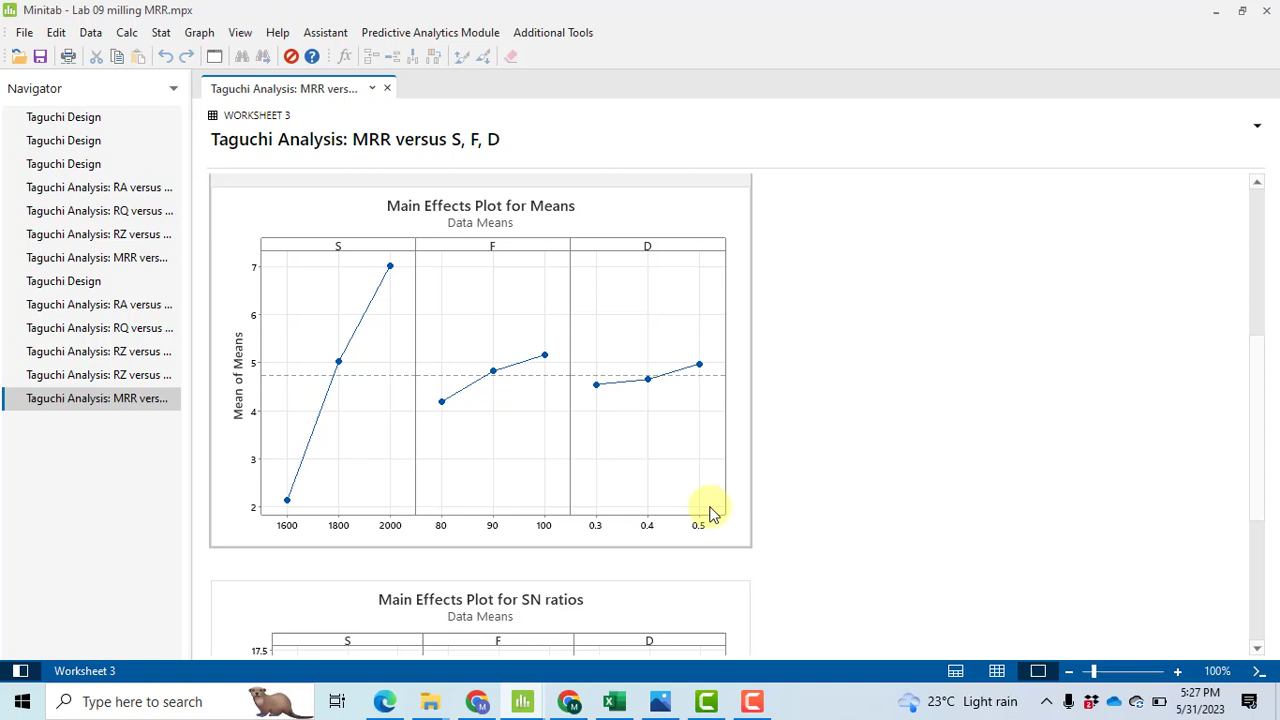 Minitab - Lab 09 milling MRR.mpx
File Edit Data Calc Stat Graph View Help Assistant Predictive Analytics Module Additional Tools
Navigator
Taguchi Design
Taguchi Design
Taguchi Design
Taguchi Analysis: RA versus ...
Taguchi Analysis: RQ versus ...
Taguchi Analysis: RZ versus ...
Taguchi Analysis: MRR vers...
Taguchi Design
Taguchi Analysis: RA versus ...
Taguchi Analysis: RQ versus ...
Taguchi Analysis: RZ versus ...
Taguchi Analysis: RZ versus ...
Taguchi Analysis: MRR vers...
Taguchi Analysis: MRR vers...
WORKSHEET 3
Taguchi Analysis: MRR versus S, F, D
Main Effects Plot for Means
Data Means
S F D
7
6
5
4
3
2
Mean of Means
1600 1800 2000 80 90 100 0.3 0.4 0.5
Main Effects Plot for SN ratios
Data Means
S F D
17.5
Worksheet 3
100%
Type here to search
23°C Light rain
5:27 PM
5/31/2023